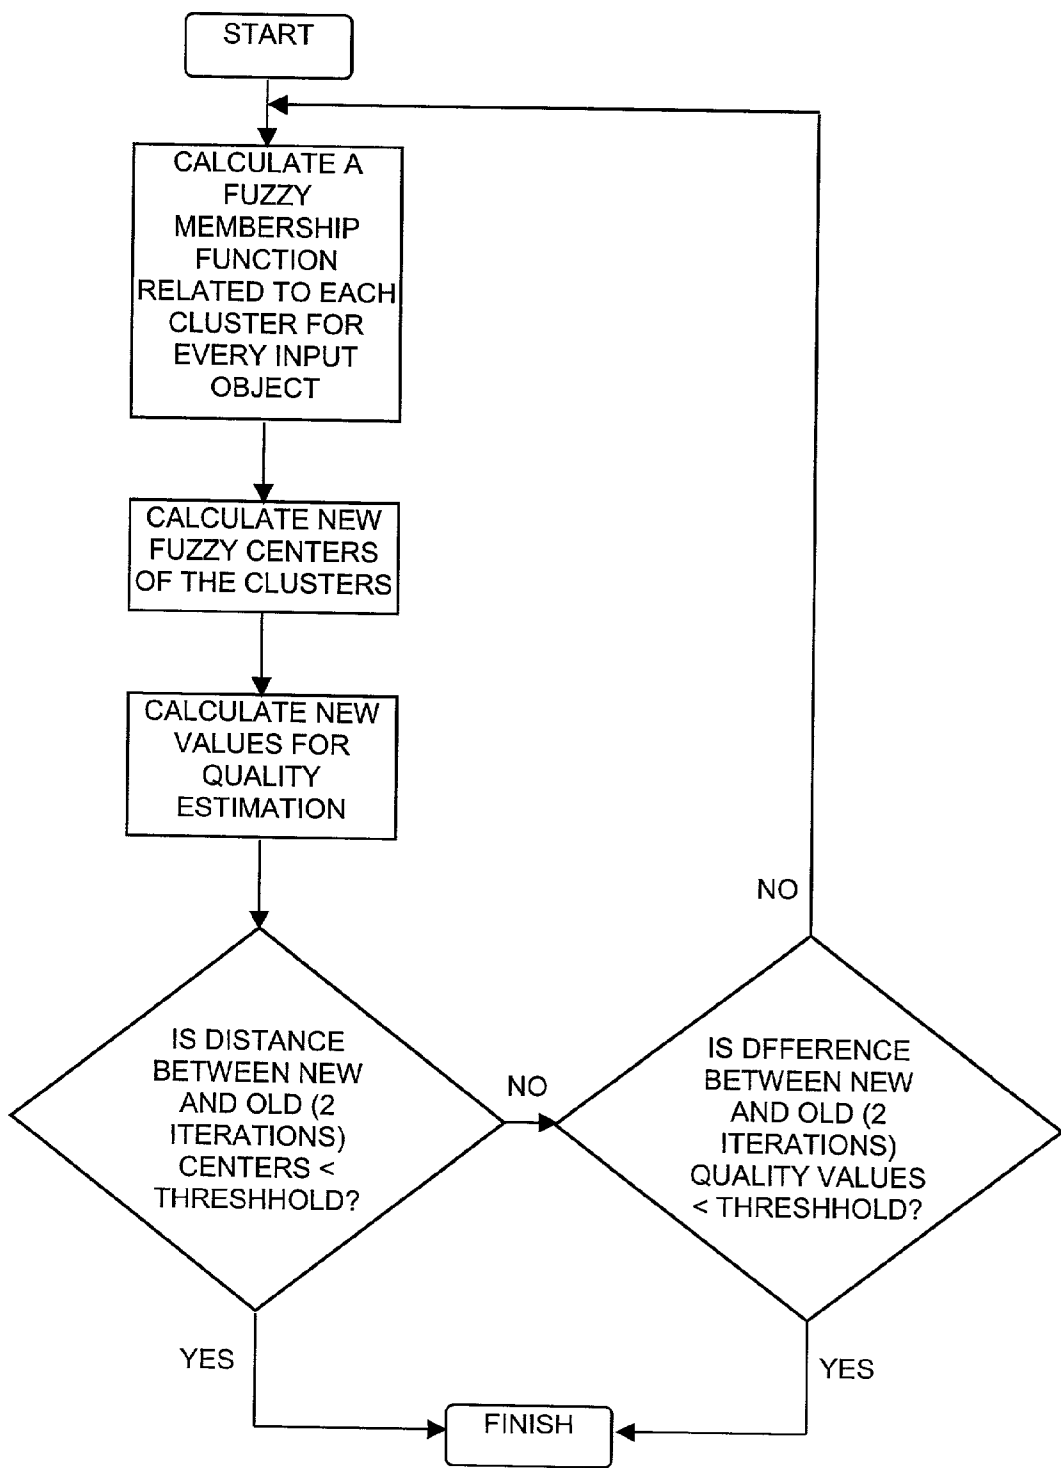 START
CALCULATE A
FUZZY
MEMBERSHIP
FUNCTION
RELATED TO EACH
CLUSTER FOR
EVERY INPUT
OBJECT
CALCULATE NEW
FUZZY CENTERS
OF THE CLUSTERS
CALCULATE NEW
VALUES FOR
QUALITY
ESTIMATION
IS DISTANCE
BETWEEN NEW
AND OLD (2
ITERATIONS)
CENTERS <
THRESHHOLD?
NO
IS DFFERENCE
BETWEEN NEW
AND OLD (2
ITERATIONS)
QUALITY VALUES
< THRESHHOLD?
NO
YES
YES
FINISH